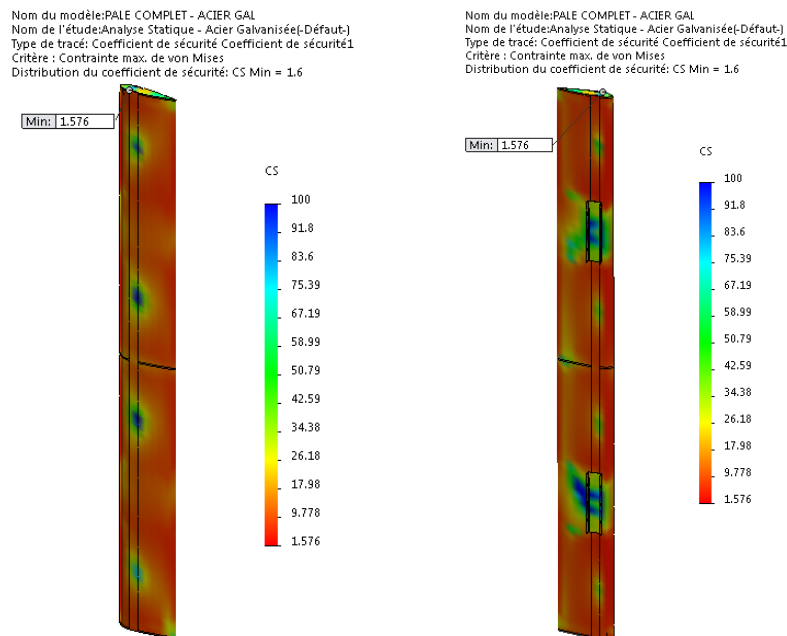 Nom du modèle:PALE COMPLET - ACIER GAL
Nom de l'étude:Analyse Statique - Acier Galvanisée(-Défaut-)
Type de tracé: Coefficient de sécurité Coefficient de sécurité1
Critère : Contrainte max. de von Mises
Distribution du coefficient de sécurité: CS Min = 1.6
Min: 1.576
CS
100
91.8
83.6
75.39
67.19
58.99
50.79
42.59
34.38
26.18
17.98
9.778
1.576
Nom du modèle:PALE COMPLET - ACIER GAL
Nom de l'étude:Analyse Statique - Acier Galvanisée(-Défaut-)
Type de tracé: Coefficient de sécurité Coefficient de sécurité1
Critère : Contrainte max. de von Mises
Distribution du coefficient de sécurité: CS Min = 1.6
Min: 1.576
CS
100
91.8
83.6
75.39
67.19
58.99
50.79
42.59
34.38
26.18
17.98
9.778
1.576